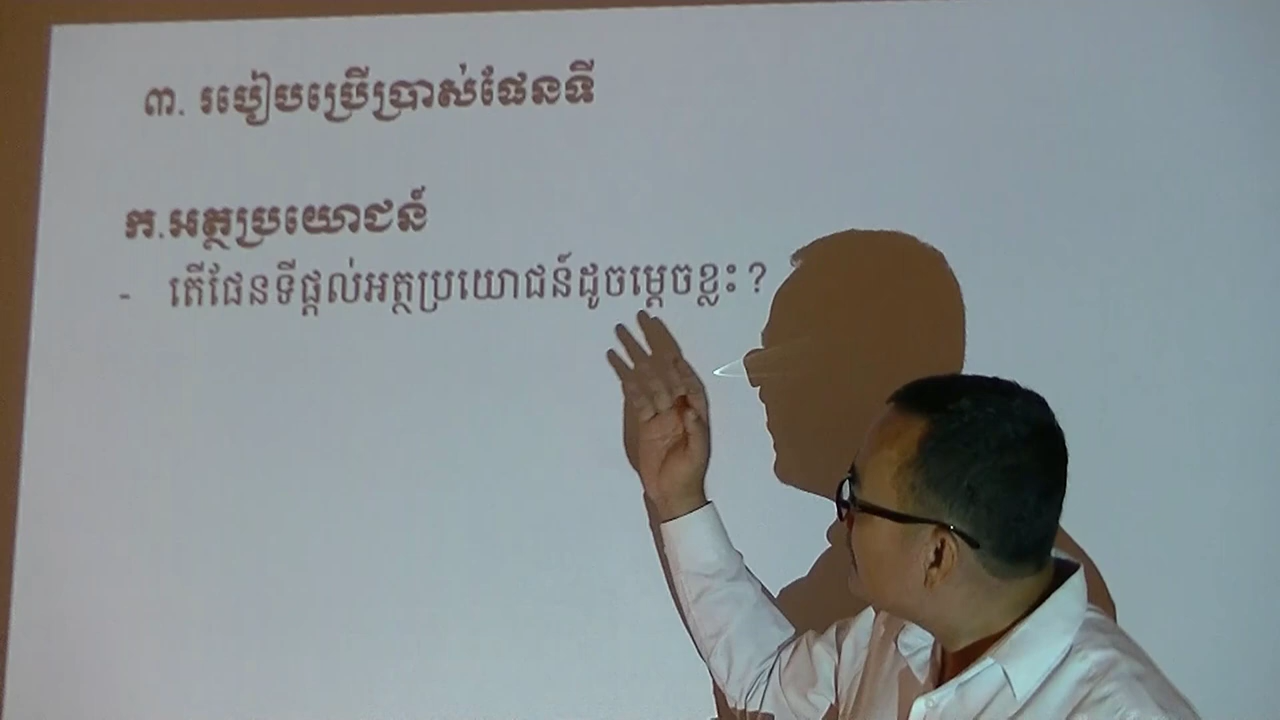 ៣. របៀបប្រើប្រាស់ផែនទី
ក.អត្ថប្រយោជន៍
- តើផែនទីផ្តល់អត្ថប្រយោជន៍ដូចម្តេចខ្លះ ?